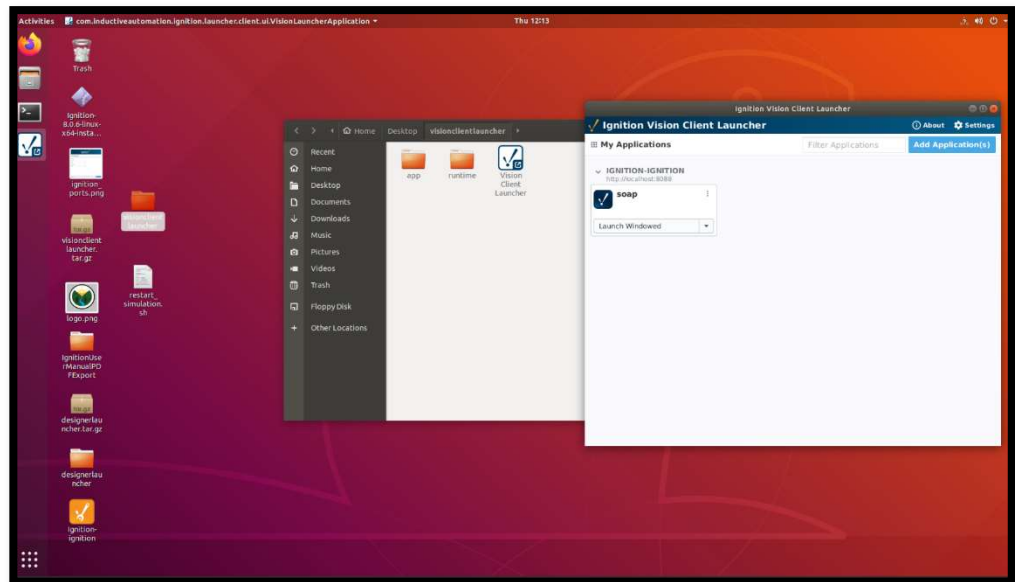 Activities com.inductiveautomation.ignition.launcher.client.ui.VisionLauncherApplication Thu 12:13
Trash
Ignition-
8.0.6-linux-
x64-insta...
ignition_
ports.png
visionclient
launcher.
tar.gz
logo.png
IgnitionUse
rManualPD
FExport
tar.gz
designerlau
ncher.tar.gz
designerlau
ncher
Ignition-
ignition
visionclient
launcher
restart_
simulation.
sh
Home Desktop visionclientlauncher
Recent
Home
Desktop
Documents
Downloads
Music
Pictures
Videos
Trash
Floppy Disk
+ Other Locations
app
runtime
Vision
Client
Launcher
Ignition Vision Client Launcher
Ignition Vision Client Launcher About Settings
My Applications Filter Applications Add Application(s)
IGNITION-IGNITION
http://localhost:8088
soap
Launch Windowed